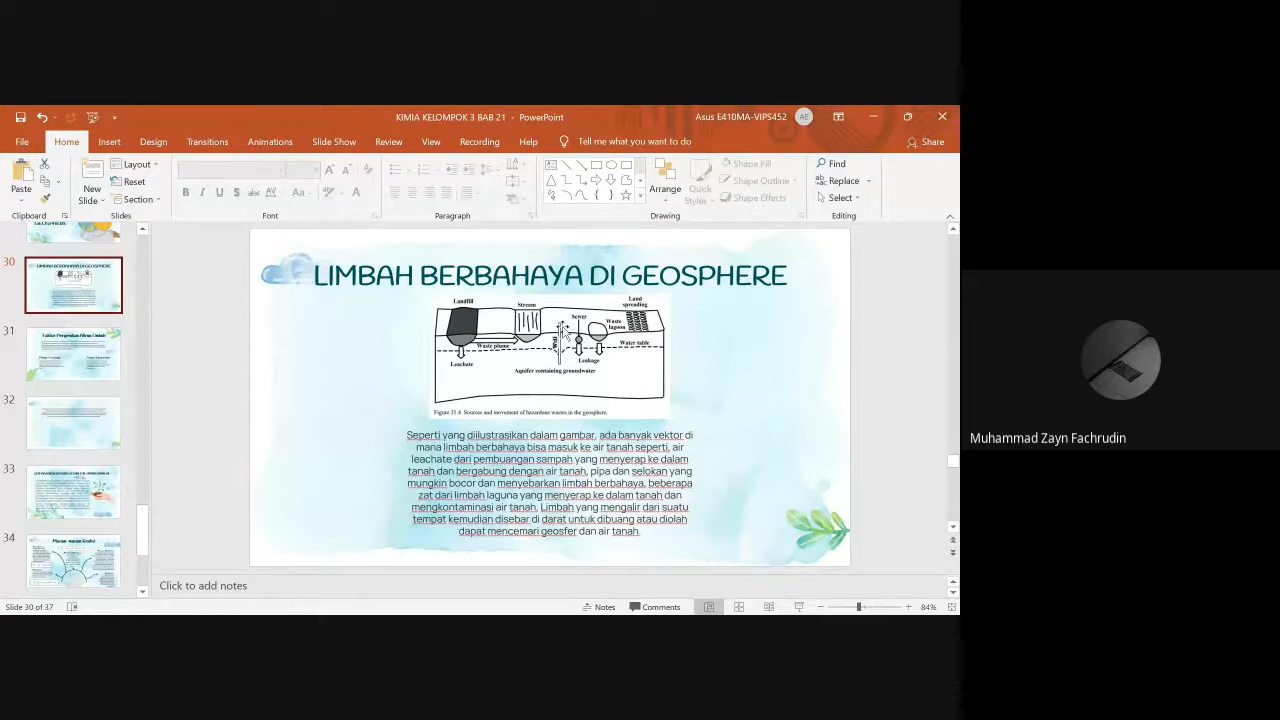 KIMIA KELOMPOK 3 BAB 21 - PowerPoint
Asus E410MA-VIPS452
AE
File Home Insert Design Transitions Animations Slide Show Review View Recording Help Tell me what you want to do
Share
Paste
Clipboard
New
Slide
Layout
Reset
Section
Slides
B I U S abc AV Aa A
Font
Paragraph
Arrange
Quick
Styles
Shape Fill
Shape Outline
Shape Effects
Drawing
Find
Replace
Select
Editing
30
LIMBAH BERBAHAYA DI GEOSPHERE
31
32
33
34
LIMBAH BERBAHAYA DI GEOSPHERE
Landfill
Stream
Sewer
Land
spreading
Waste
lagoon
Waste plume
Well
Water table
Leachate
Leakage
Aquifer containing groundwater
Figure 21.4 Sources and movement of hazardous wastes in the geosphere.
Seperti yang diilustrasikan dalam gambar, ada banyak vektor di
mana limbah berbahaya bisa masuk ke air tanah seperti, air
leachate dari pembuangan sampah yang menyerap ke dalam
tanah dan bergabung dengan air tanah, pipa dan selokan yang
mungkin bocor dan menyebarkan limbah berbahaya, beberapa
zat dari limbah laguna yang menyerap ke dalam tanah dan
mengkontaminasi air tanah, Limbah yang mengalir dari suatu
tempat kemudian disebar di darat untuk dibuang atau diolah
dapat mencemari geosfer dan air tanah.
Click to add notes
Slide 30 of 37
Notes
Comments
84%
Muhammad Zayn Fachrudin